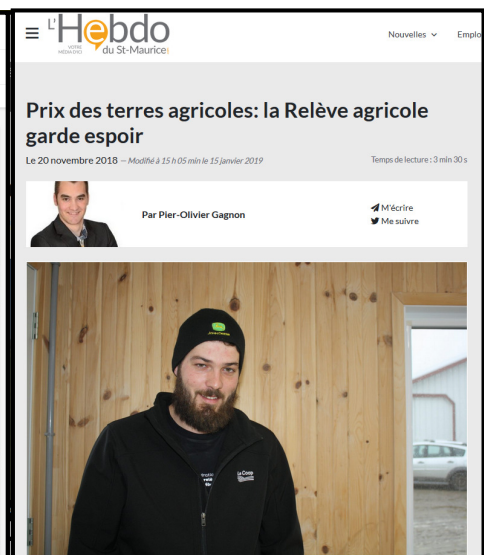 L'Hebdo
VOTRE
MÉDIA D'ICI
du St-Maurice
Nouvelles
Emplo
Prix des terres agricoles: la Relève agricole
garde espoir
Le 20 novembre 2018 — Modifié à 15 h 05 min le 15 janvier 2019
Temps de lecture : 3 min 30 s
Par Pier-Olivier Gagnon
M'écrire
Me suivre
JOHN DEERE
La Coop